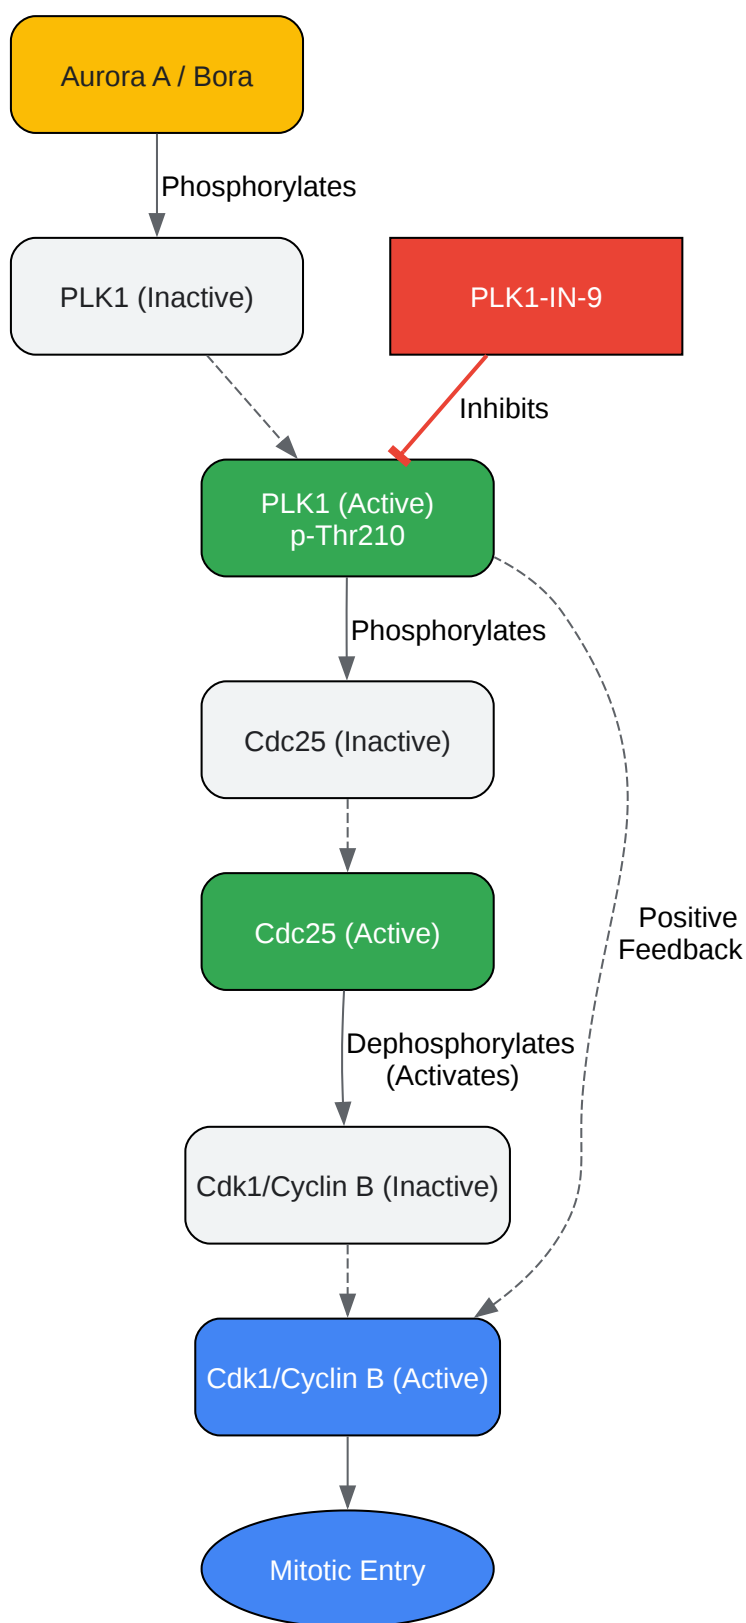 Aurora A / Bora
Phosphorylates
PLK1 (Inactive)
PLK1-IN-9
Inhibits
PLK1 (Active)
p-Thr210
Phosphorylates
Cdc25 (Inactive)
Cdc25 (Active)
Positive
Feedback
Dephosphorylates
(Activates)
Cdk1/Cyclin B (Inactive)
Cdk1/Cyclin B (Active)
Mitotic Entry